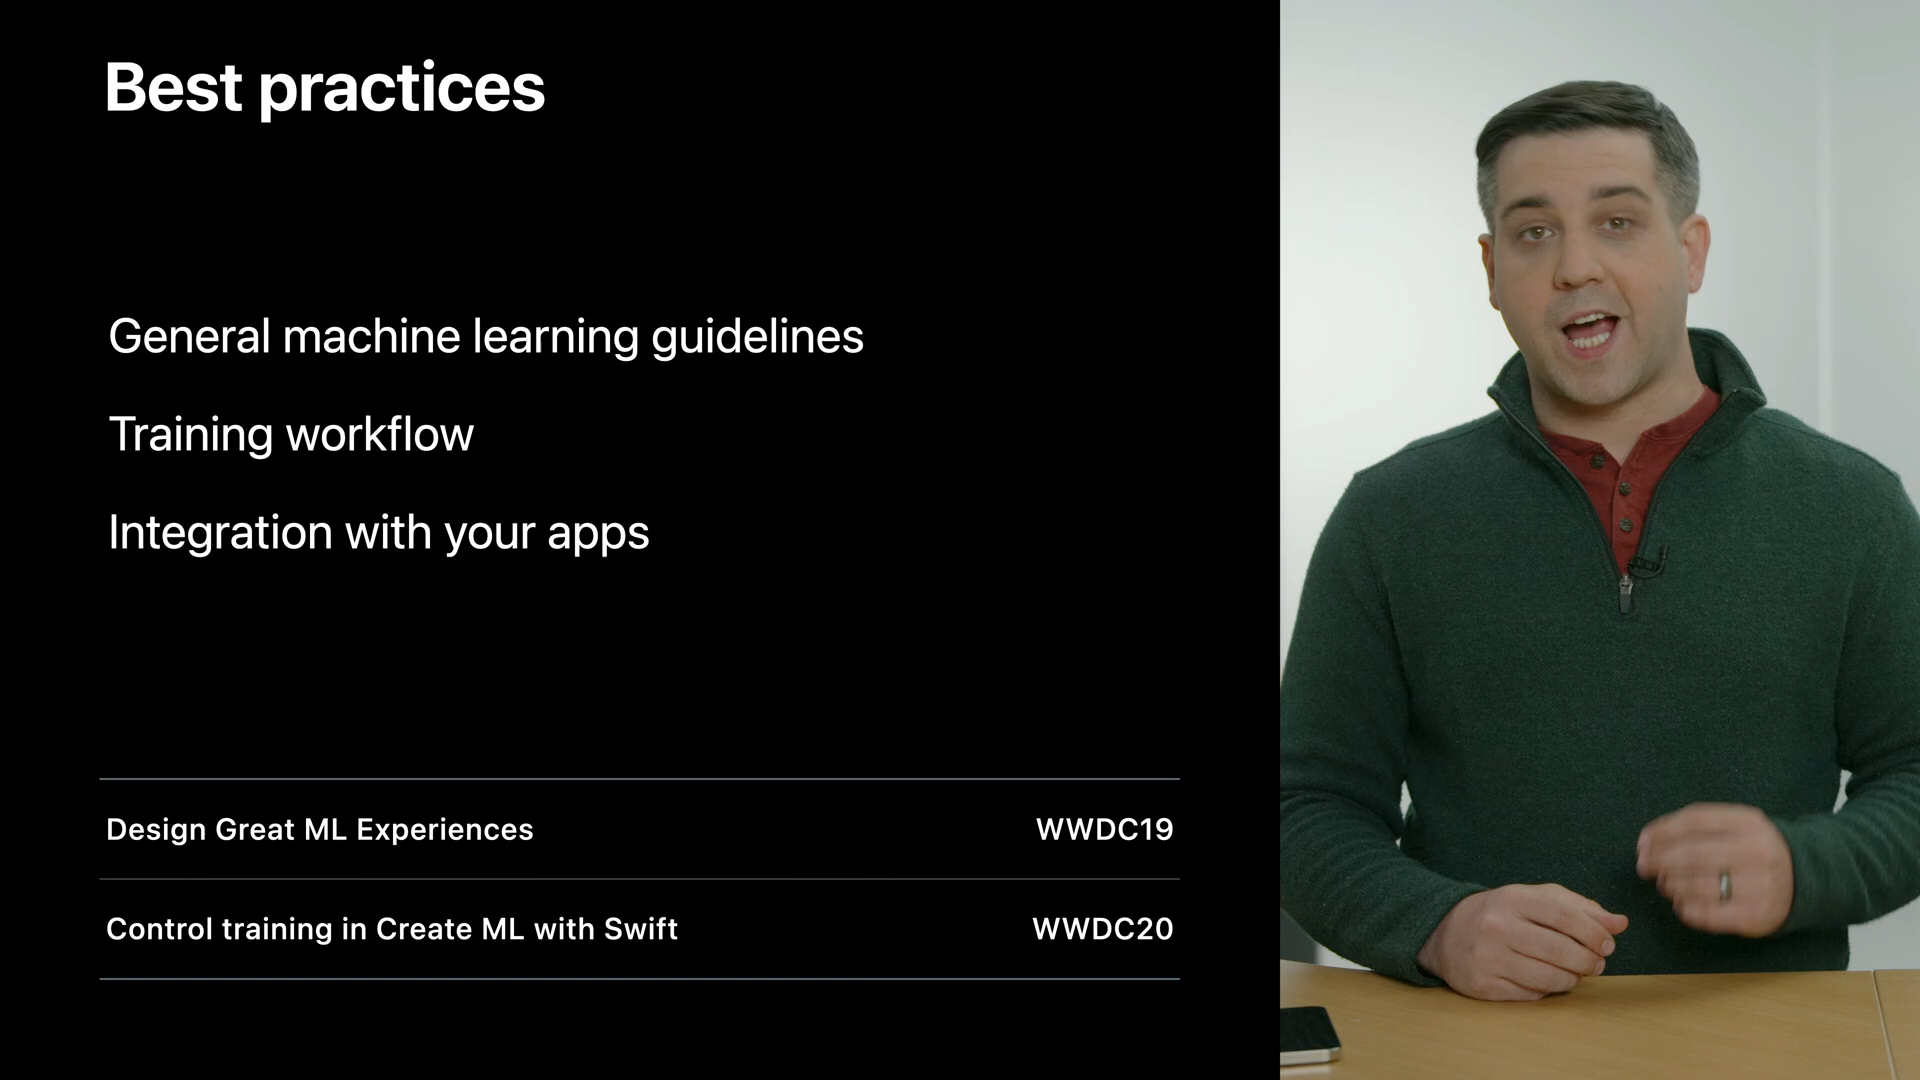 Best practices
General machine learning guidelines
Training workflow
Integration with your apps
Design Great ML Experiences WWDC19
Control training in Create ML with Swift WWDC20